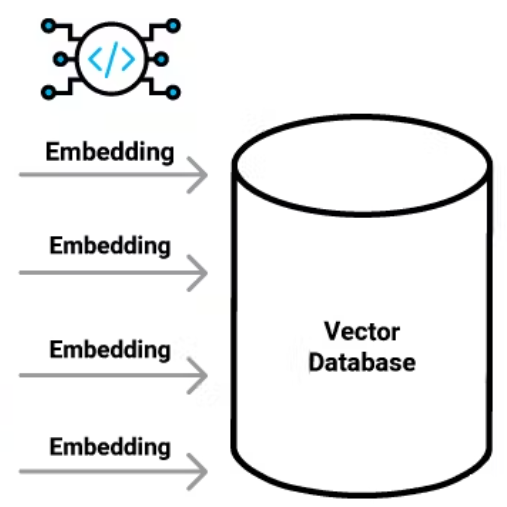 </>
Embedding
Embedding
Embedding
Embedding
Vector
Database